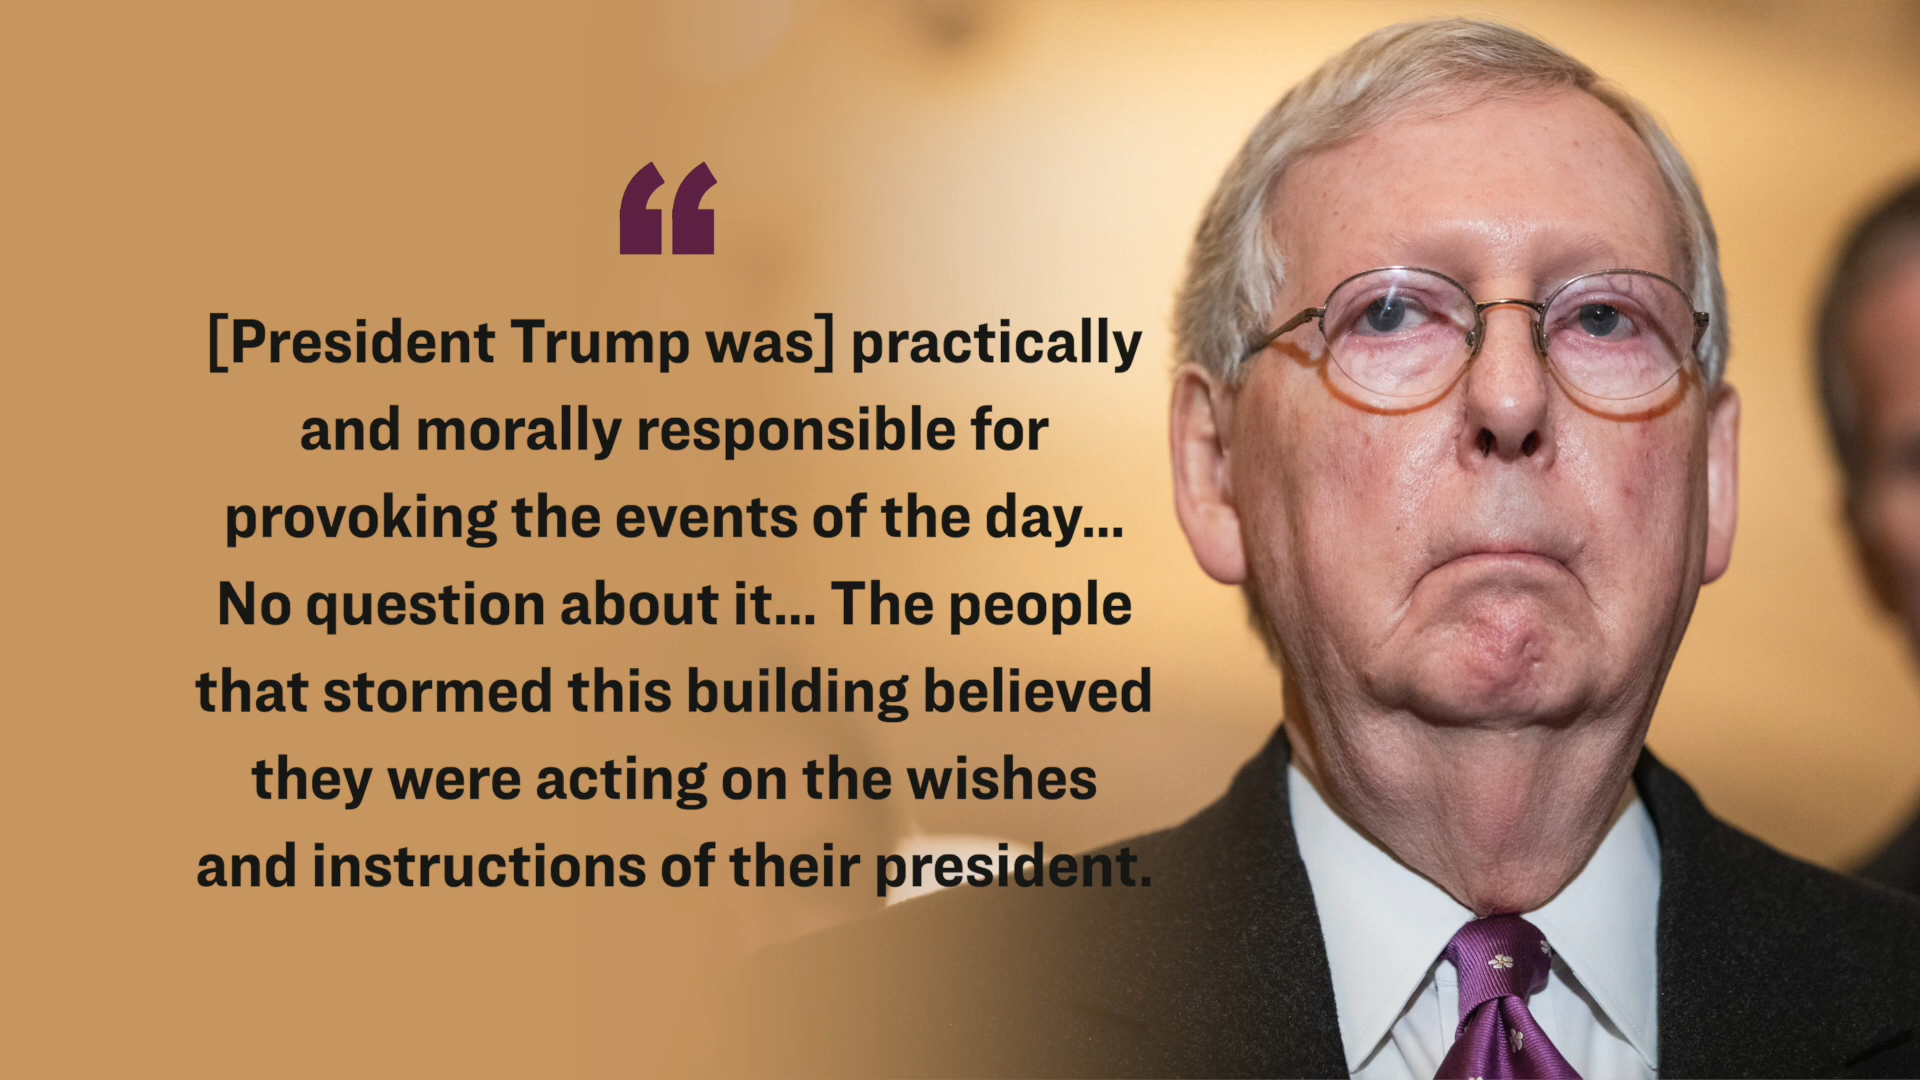 “
[President Trump was] practically
and morally responsible for
provoking the events of the day...
No question about it... The people
that stormed this building believed
they were acting on the wishes
and instructions of their president.